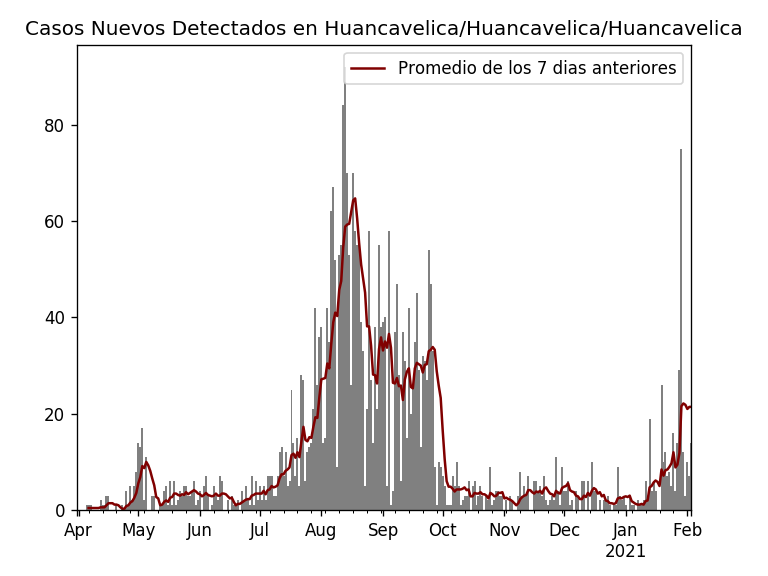 Casos Nuevos Detectados en Huancavelica/Huancavelica/Huancavelica
Promedio de los 7 dias anteriores
80
60
40
20
0
Apr May Jun Jul Aug Sep Oct Nov Dec Jan Feb
2021